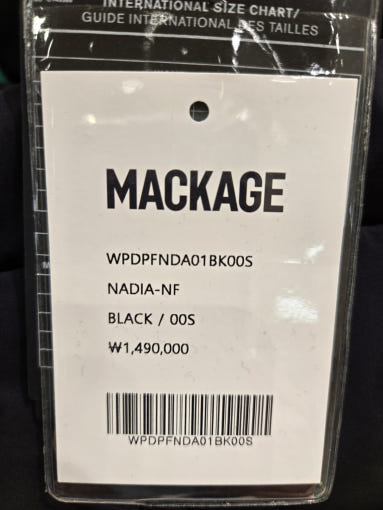 INTERNATIONAL SIZE CHART/
GUIDE INTERNATIONAL DES TAILLES
MACKAGE
WPDPFNDA01BK00S
NADIA-NF
BLACK / 00S
₩1,490,000
WPDPFNDA01BK00S